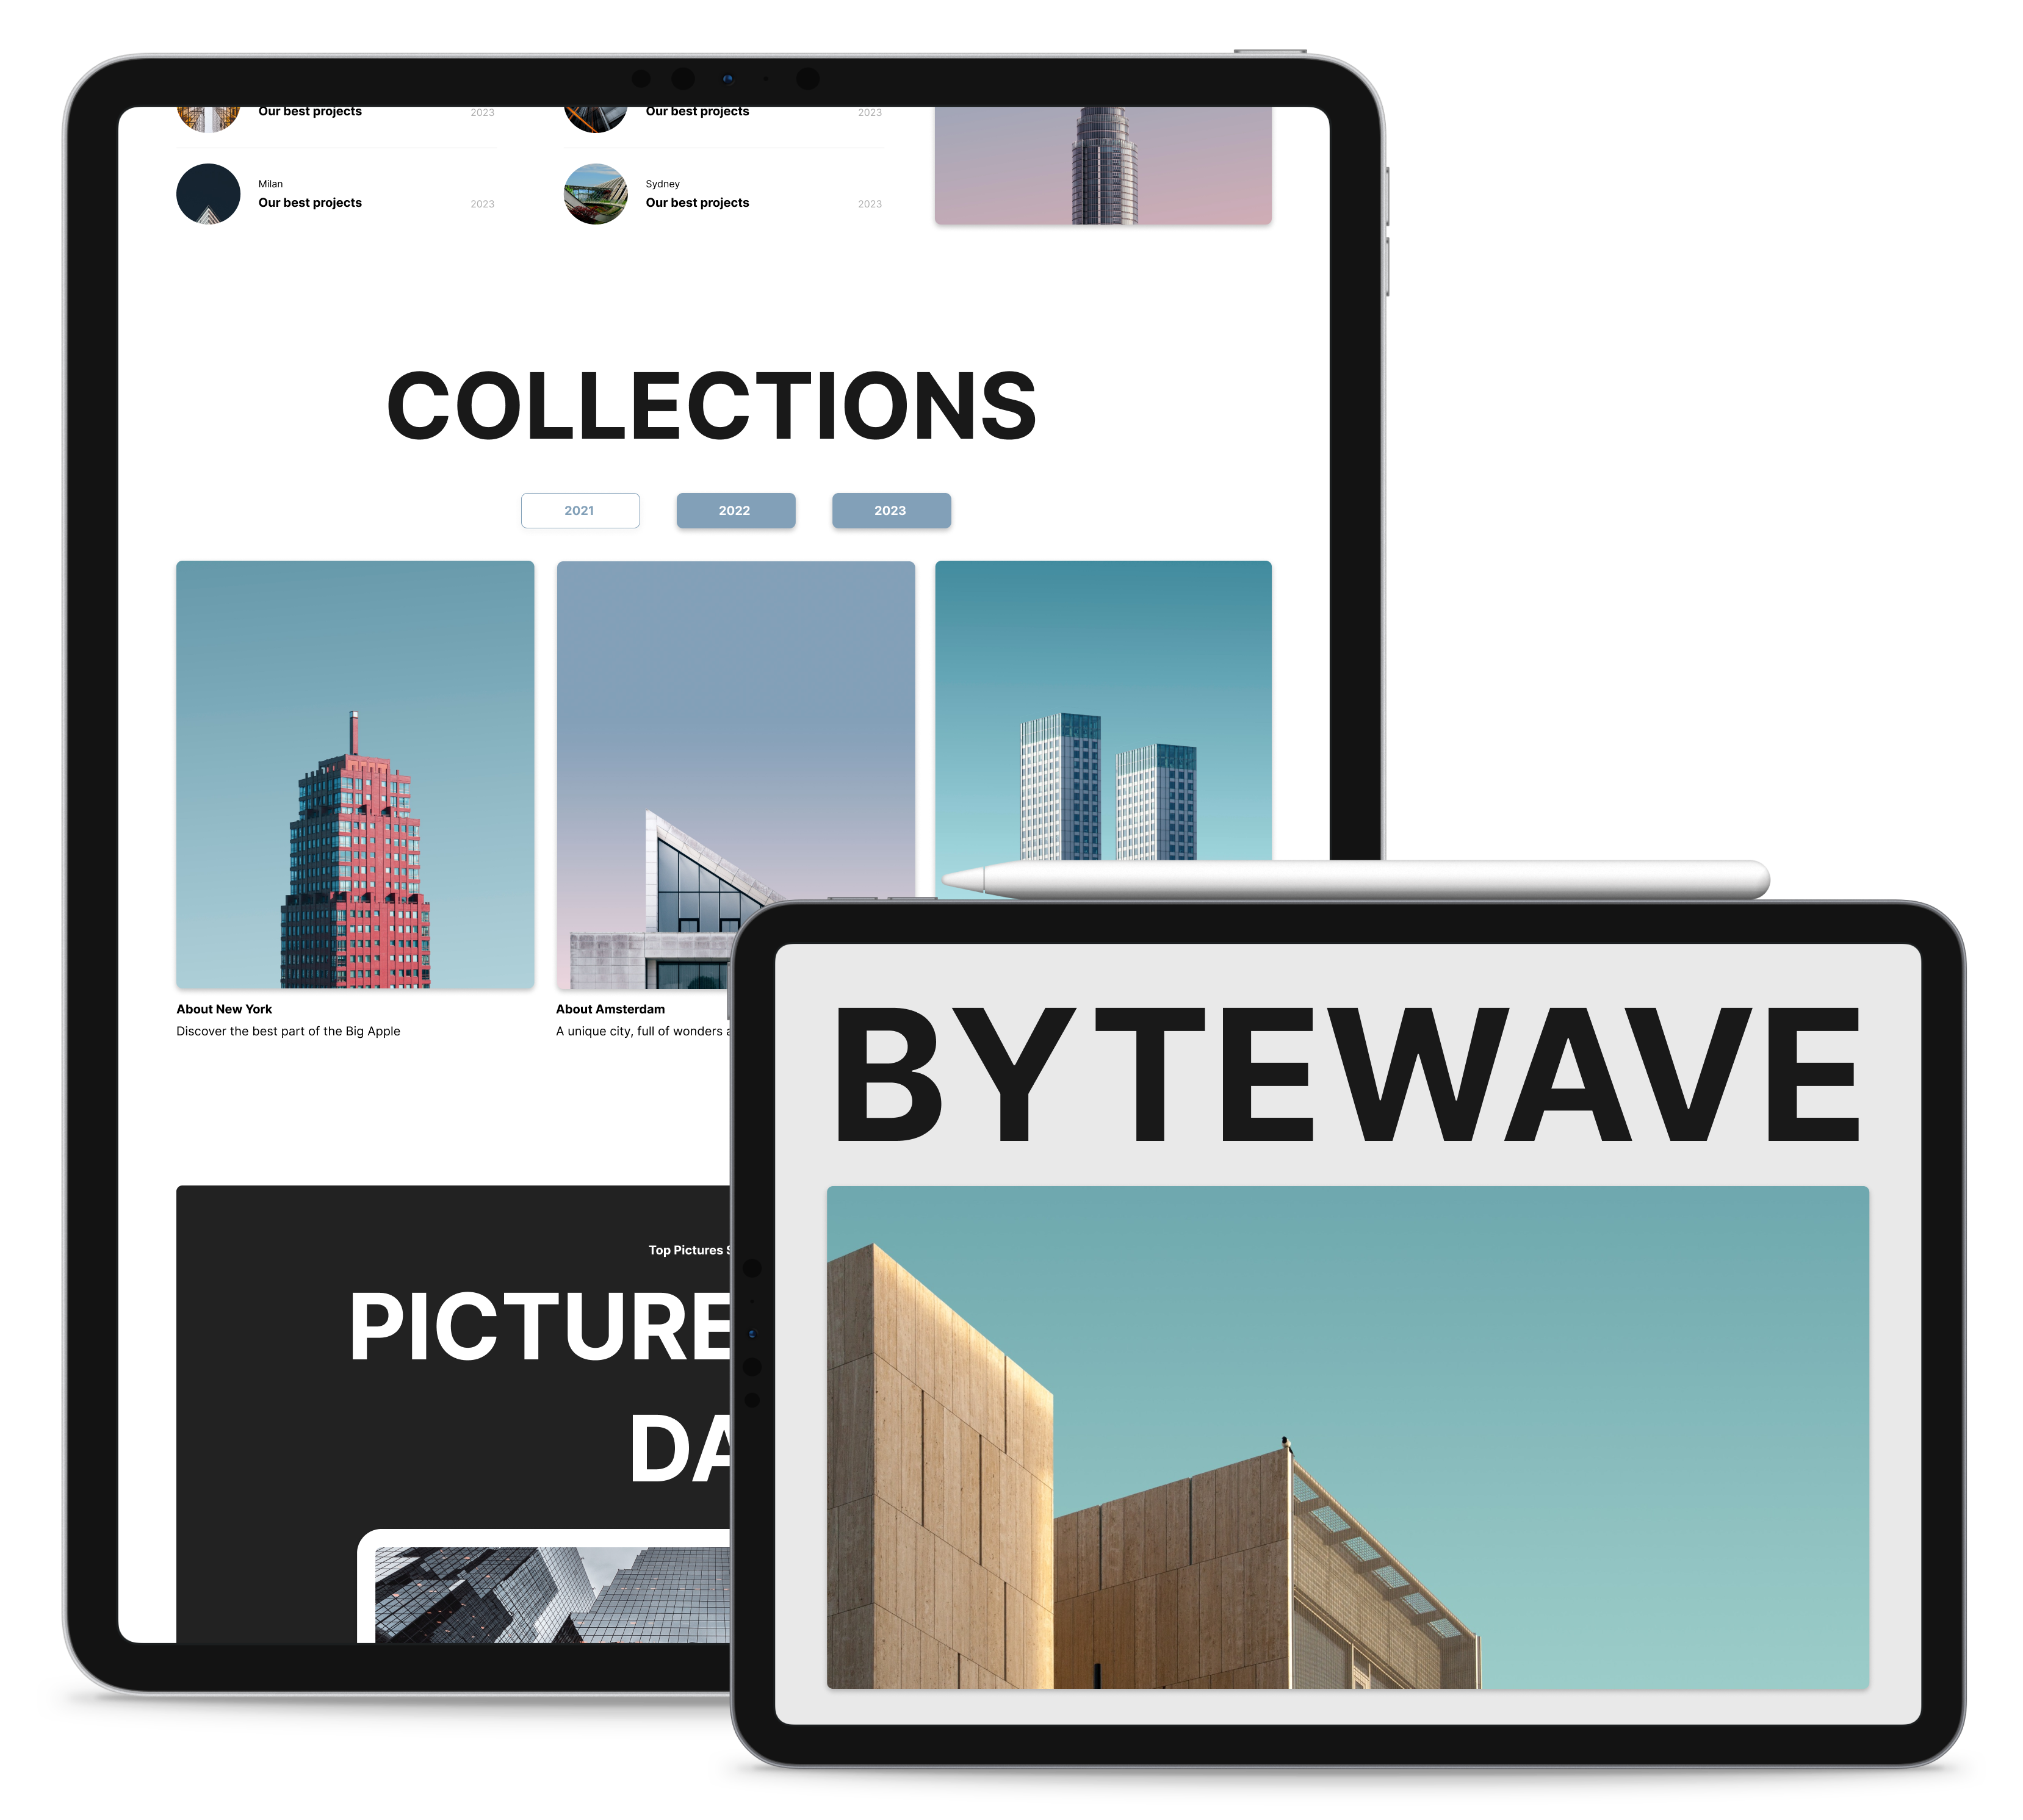 Our best projects 2023
Our best projects 2023
Milan
Our best projects 2023
Sydney
Our best projects 2023
COLLECTIONS
2021 2022 2023
About New York
Discover the best part of the Big Apple
About Amsterdam
A unique city, full of wonders
Top Pictures
PICTURE
DA
BYTEWAVE